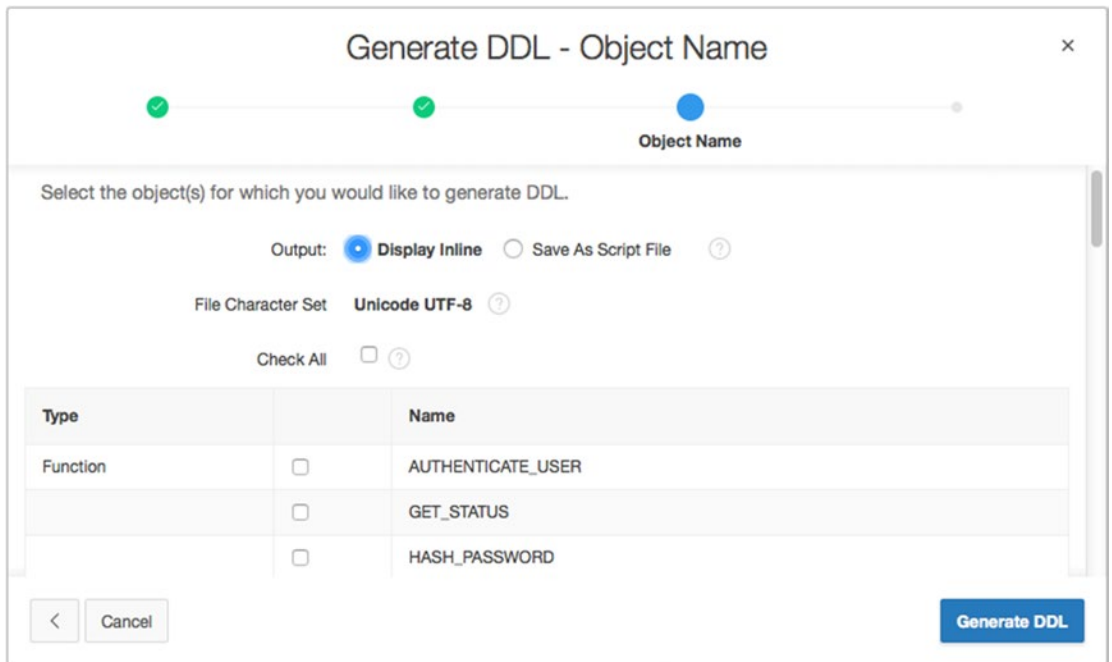 Generate DDL - Object Name
×
Object Name
Select the object(s) for which you would like to generate DDL.
Output: Display Inline Save As Script File ?
File Character Set Unicode UTF-8 ?
Check All ?
Type Name
Function AUTHENTICATE_USER
GET_STATUS
HASH_PASSWORD
< Cancel Generate DDL